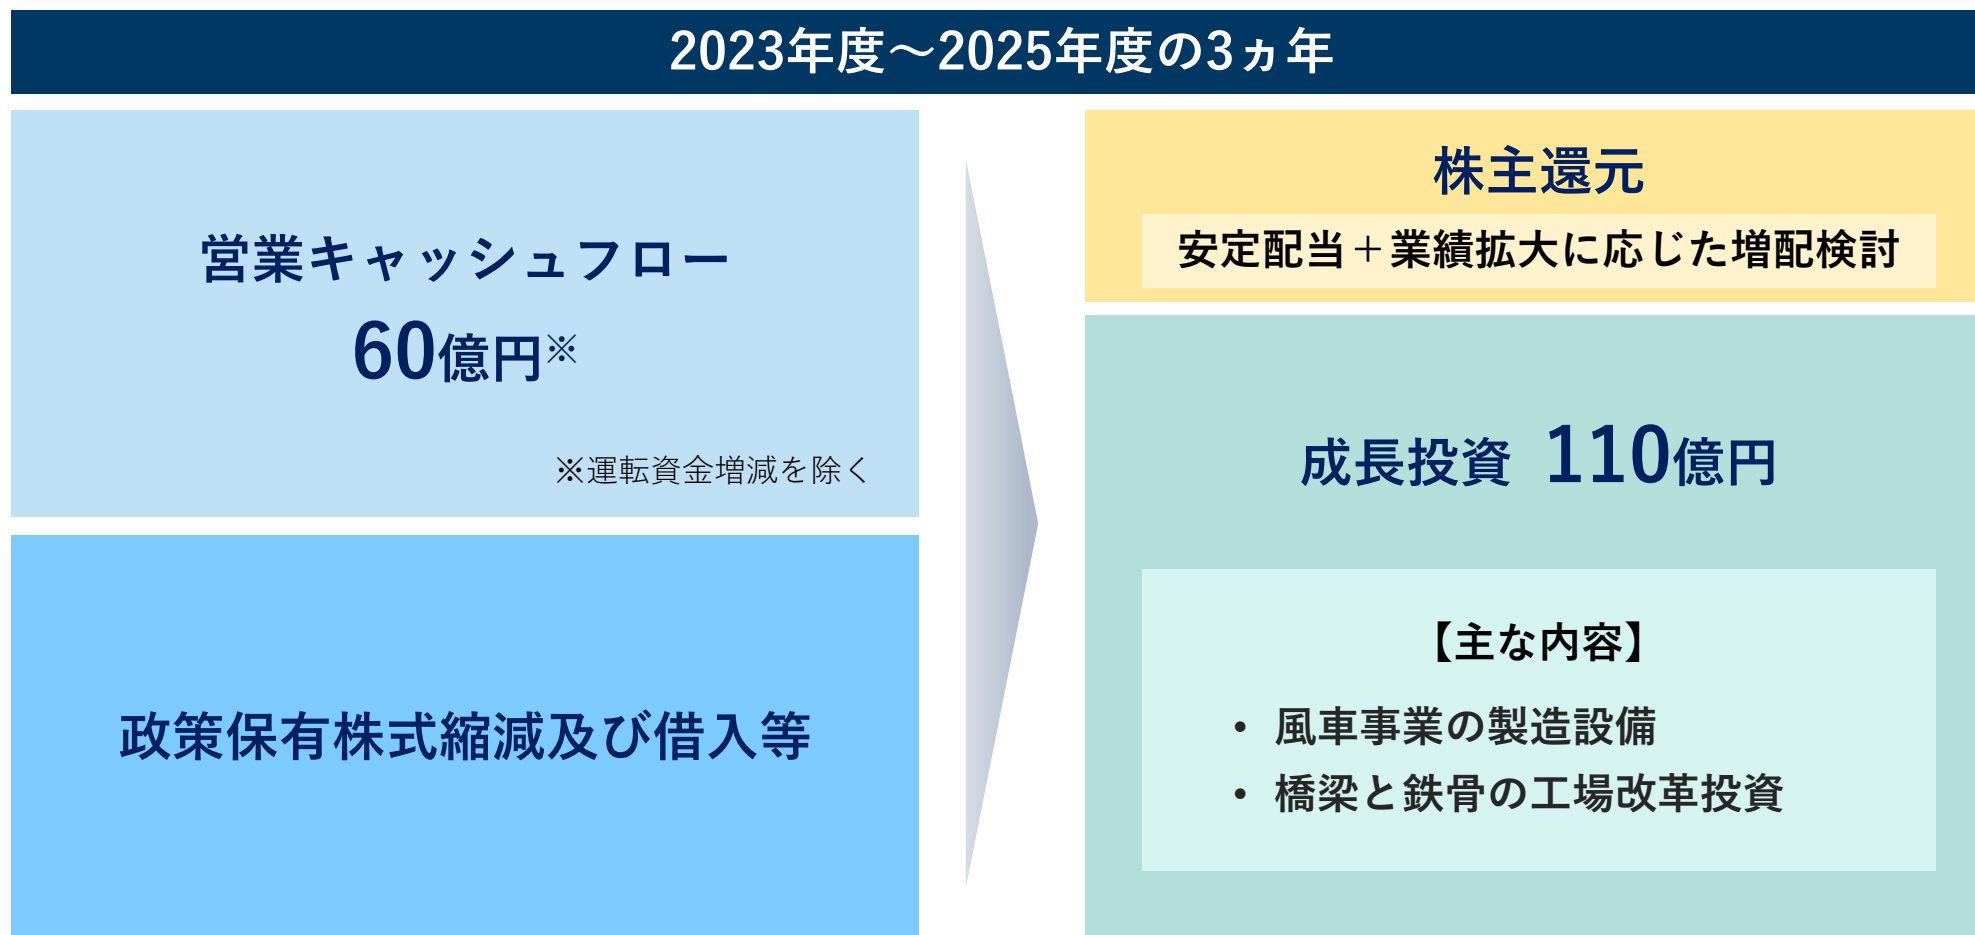 2023年度～2025年度の3ヵ年
営業キャッシュフロー
60億円※
※運転資金増減を除く
政策保有株式縮減及び借入等
株主還元
安定配当＋業績拡大に応じた増配検討
成長投資 110億円
【主な内容】
• 風車事業の製造設備
• 橋梁と鉄骨の工場改革投資